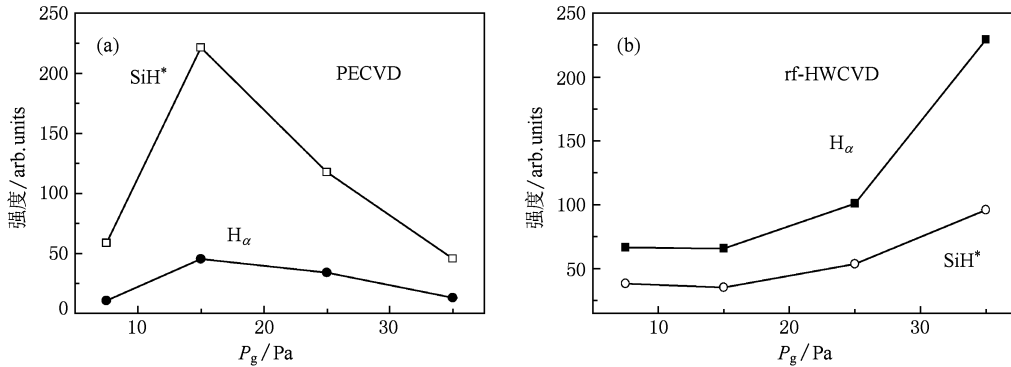 250
200
150
100
50
0
(a)
SiH*
PECVD
Hα
10
20
30
强度/arb.units
Pg/Pa
250
200
150
100
50
(b)
rf-HWCVD
Hα
SiH*
10
20
30
强度/arb.units
Pg/Pa